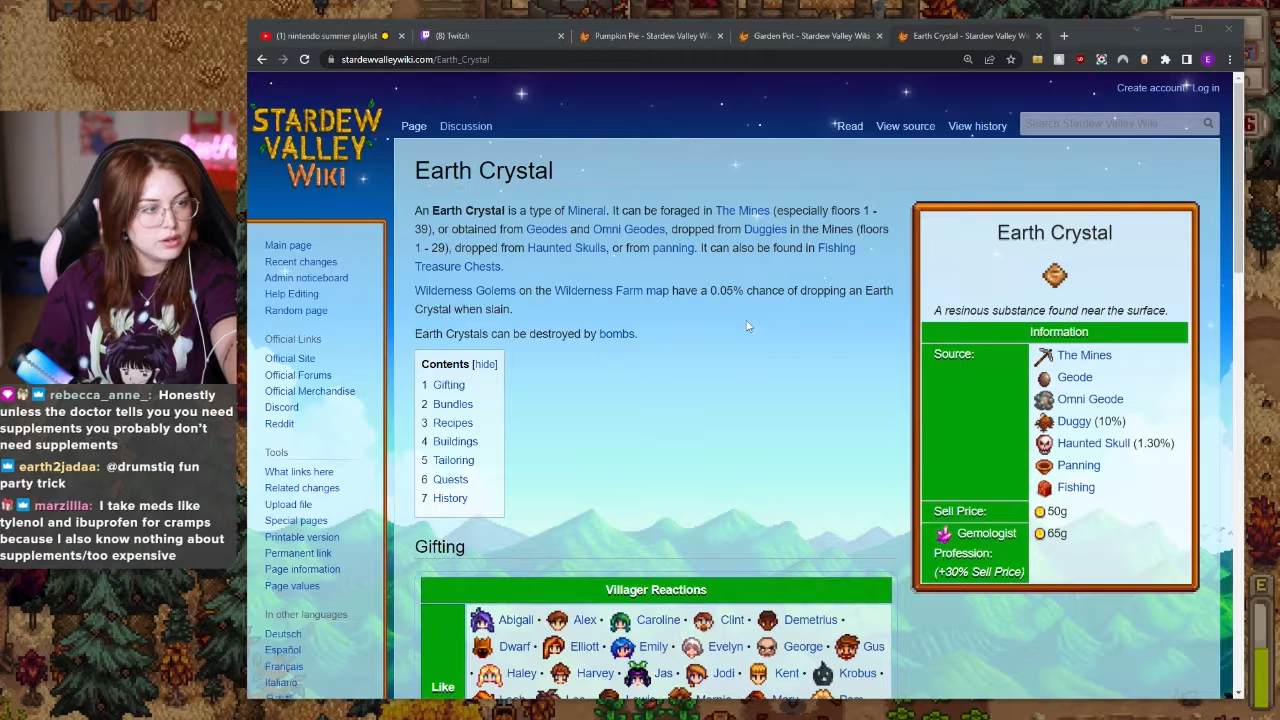 (1) nintendo summer playlist
(8) Twitch
Pumpkin Pie - Stardew Valley Wi
Garden Pot - Stardew Valley Wiki
Earth Crystal - Stardew Valley Wi
stardewvalleywiki.com/Earth_Crystal
E
Create account
Log in
STARDEW
VALLEY
WIKI
Page
Discussion
Read
View source
View history
Search Stardew Valley Wiki
6
Earth Crystal
An Earth Crystal is a type of Mineral. It can be foraged in The Mines (especially floors 1 -
39), or obtained from Geodes and Omni Geodes, dropped from Duggies in the Mines (floors
1 - 29), dropped from Haunted Skulls, or from panning. It can also be found in Fishing
Treasure Chests.
Wilderness Golems on the Wilderness Farm map have a 0.05% chance of dropping an Earth
Crystal when slain.
Earth Crystals can be destroyed by bombs.
Contents [hide]
1 Gifting
2 Bundles
3 Recipes
4 Buildings
5 Tailoring
6 Quests
7 History
Gifting
Villager Reactions
Like
Abigail • Alex • Caroline • Clint • Demetrius •
Dwarf • Elliott • Emily • Evelyn • George • Gus
Haley • Harvey • Jas • Jodi • Kent • Krobus •
Earth Crystal
A resinous substance found near the surface.
Information
Source:
The Mines
Geode
Omni Geode
Duggy (10%)
Haunted Skull (1.30%)
Panning
Fishing
Sell Price:
50g
Gemologist
Profession:
(+30% Sell Price)
65g
Main page
Recent changes
Admin noticeboard
Help Editing
Random page
Official Links
Official Site
Official Forums
Official Merchandise
Discord
Reddit
Tools
What links here
Related changes
Upload file
Special pages
Printable version
Permanent link
Page information
Page values
In other languages
Deutsch
Español
Français
Italiano
rebecca_anne_: Honestly
unless the doctor tells you you need
supplements you probably don't
need supplements
earth2jadaa: @drumstiq fun
party trick
marzillla: I take meds like
tylenol and ibuprofen for cramps
because I also know nothing about
supplements/too expensive
E